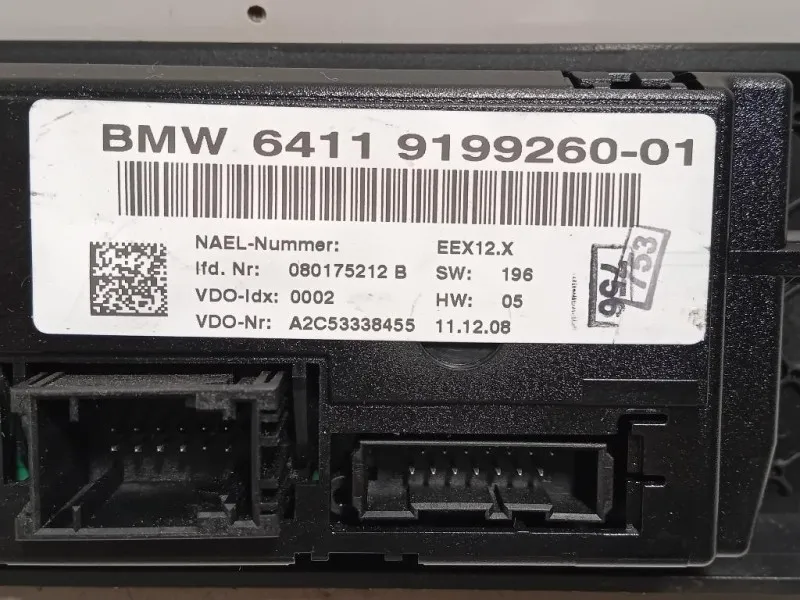 BMW 6411 9199260-01
NAEL-Nummer: EEX12.X
lfd. Nr: 080175212 B SW: 196
VDO-Idx: 0002 HW: 05
VDO-Nr: A2C53338455 11.12.08
753
756